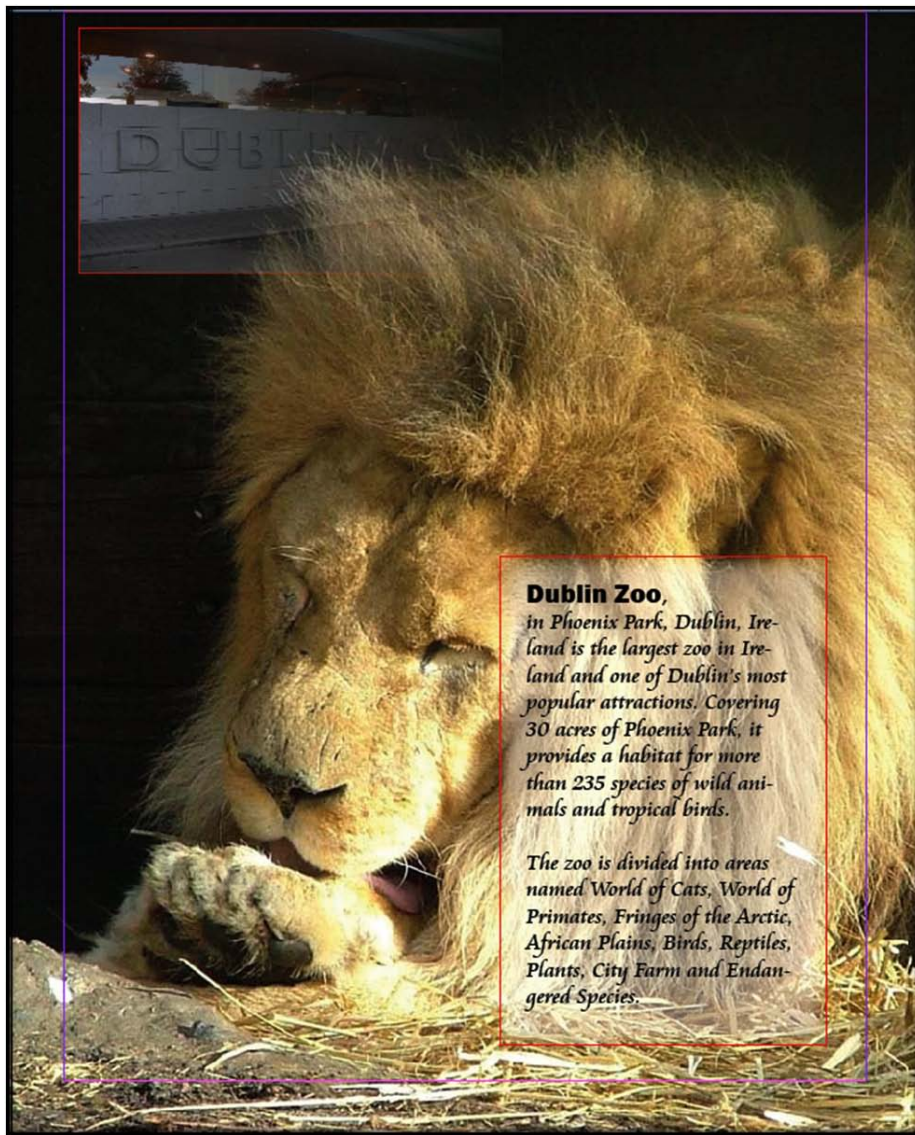 DUBLIN
Dublin Zoo,
in Phoenix Park, Dublin, Ire-
land is the largest zoo in Ire-
land and one of Dublin's most
popular attractions. Covering
30 acres of Phoenix Park, it
provides a habitat for more
than 235 species of wild ani-
mals and tropical birds.
The zoo is divided into areas
named World of Cats, World of
Primates, Fringes of the Arctic,
African Plains, Birds, Reptiles,
Plants, City Farm and Endan-
gered Species.